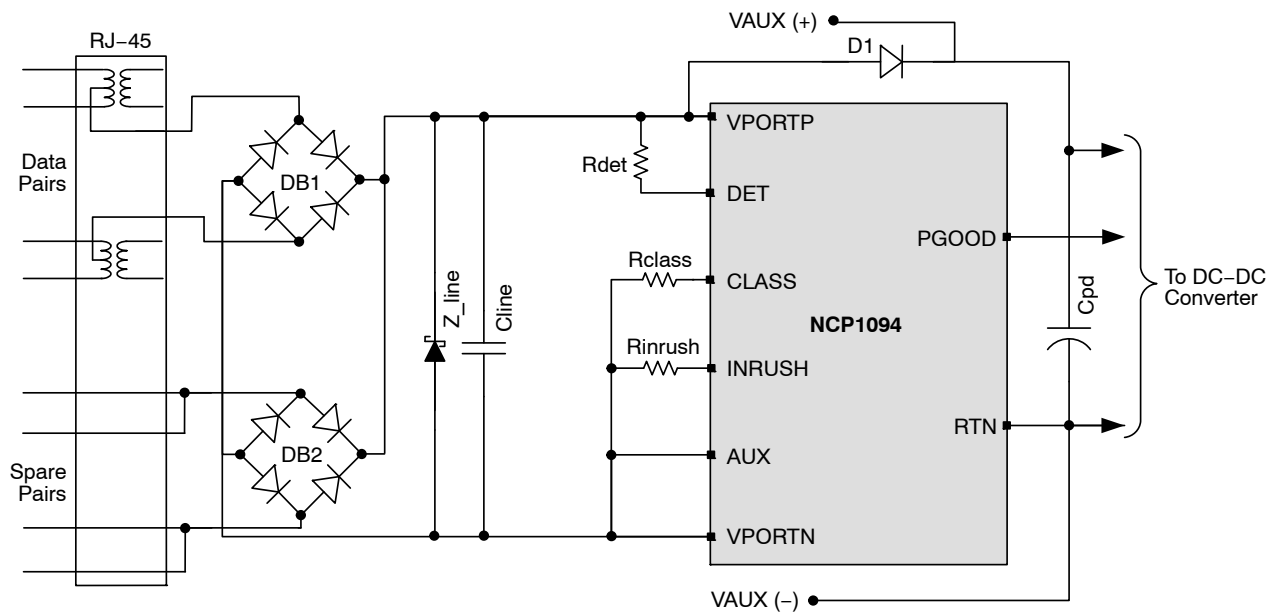 VAUX (+)
RJ−45
D1
VPORTP
Rdet
Data
Pairs
DB1
DET
PGOOD
Rclass
CLASS
Z_line
Cline
NCP1094
Cpd
To DC−DC
Converter
Rinrush
INRUSH
RTN
DB2
AUX
Spare
Pairs
VPORTN
VAUX (−)